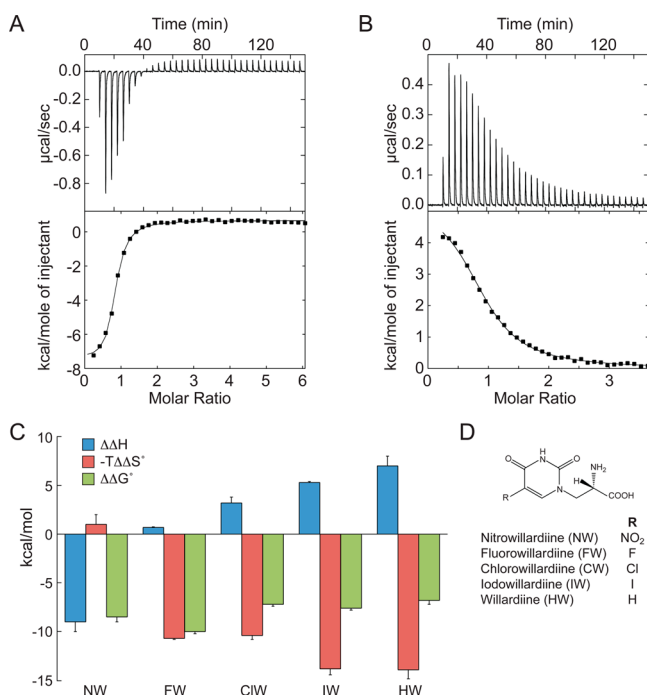 A
Time (min)
0 40 80 120
0.0
-0.2
-0.4
-0.6
-0.8
µcal/sec
0
-2
-4
-6
-8
kcal/mole of injectant
0 1 2 3 4 5 6
Molar Ratio
B
Time (min)
0 40 80 120
0.4
0.3
0.2
0.1
0.0
µcal/sec
4
3
2
1
0
kcal/mole of injectant
0 1 2 3
Molar Ratio
C
10
5
0
-5
-10
-15
kcal/mol
ΔΔH
-TΔΔS°
ΔΔG°
NW FW ClW IW HW
D
O
NH
O
NH2
R
N
H
COOH
R
Nitrowillardiine (NW) NO2
Fluorowillardiine (FW) F
Chlorowillardiine (CW) Cl
Iodowillardiine (IW) I
Willardiine (HW) H